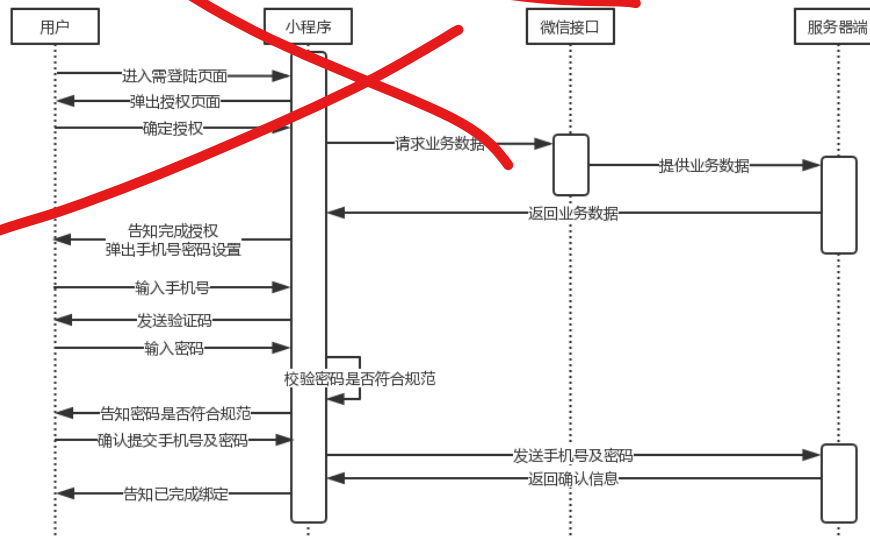 用户
小程序
微信接口
服务器端
进入需登陆页面
弹出授权页面
确定授权
请求业务数据
提供业务数据
返回业务数据
告知完成授权
弹出手机号密码设置
输入手机号
发送验证码
输入密码
校验密码是否符合规范
告知密码是否符合规范
确认提交手机号及密码
发送手机号及密码
返回确认信息
告知已完成绑定